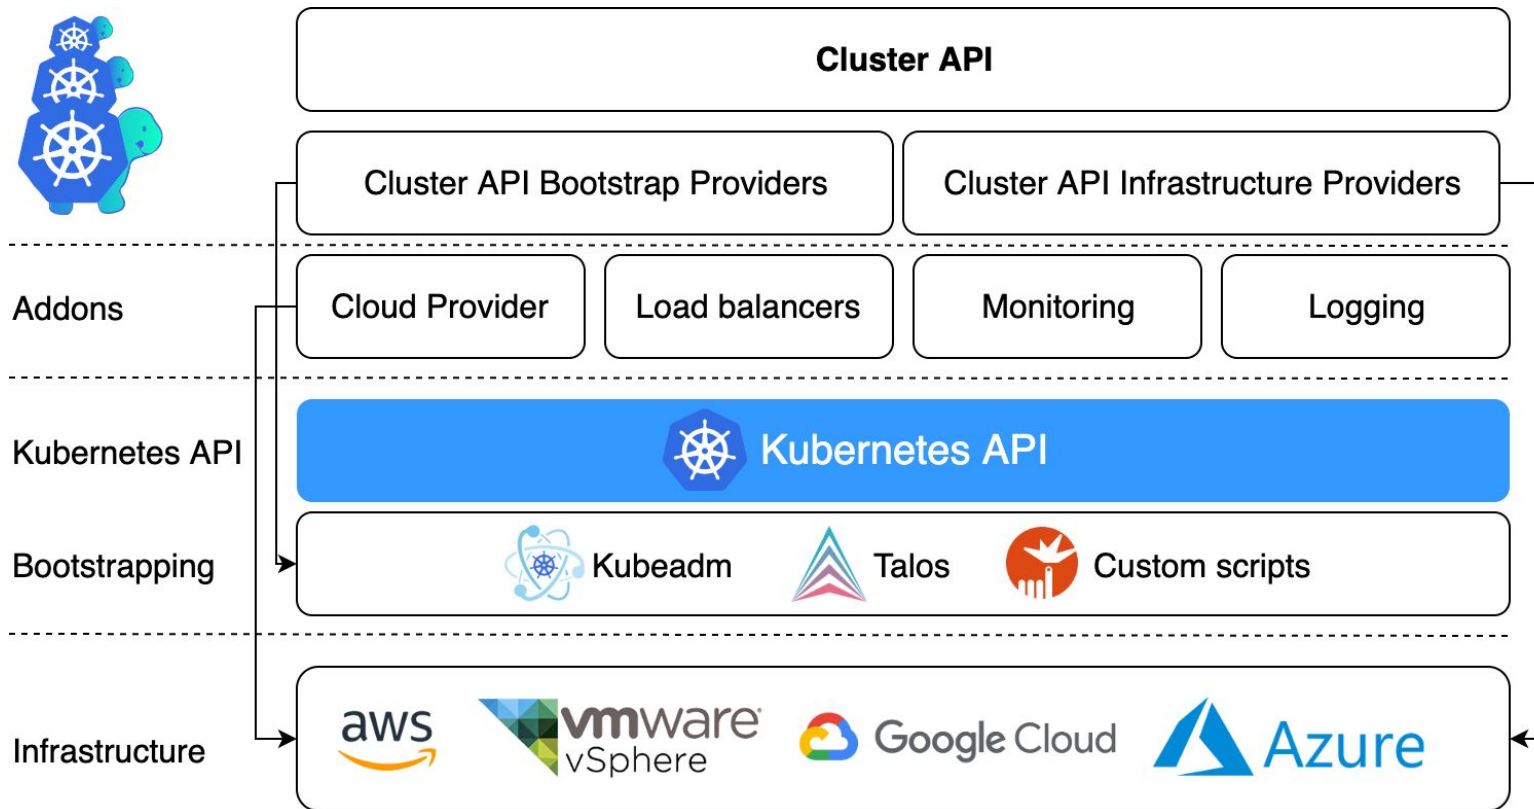 Cluster API
Cluster API Bootstrap Providers
Cluster API Infrastructure Providers
Addons
Cloud Provider
Load balancers
Monitoring
Logging
Kubernetes API
Kubernetes API
Bootstrapping
Kubeadm
Talos
Custom scripts
Infrastructure
aws
vmware®
vSphere
Google Cloud
Azure